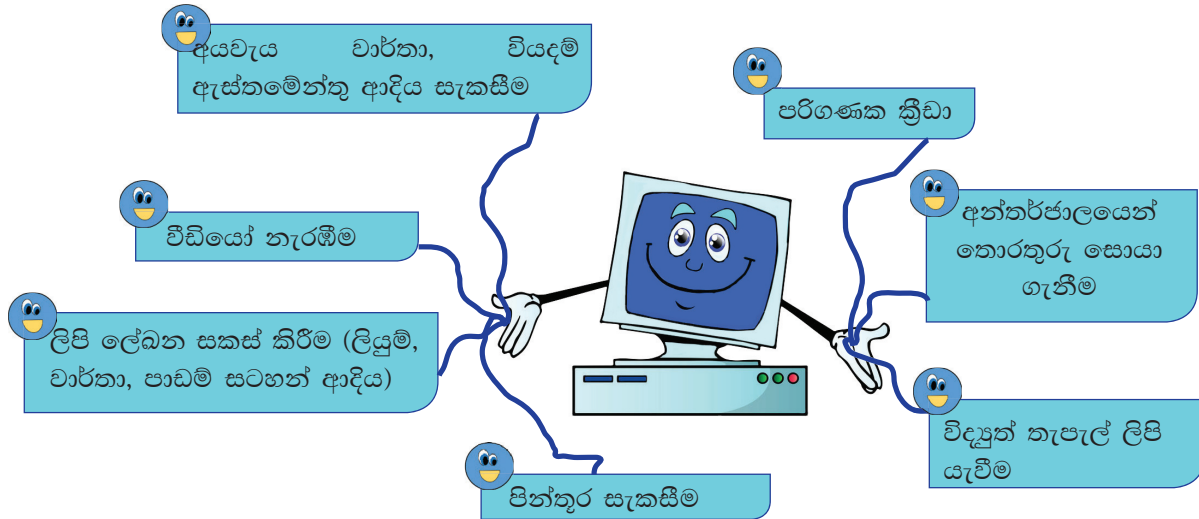 අයවැය වාර්තා, වියදම්
ඇස්තමේන්තු ආදිය සැකසීම
පරිගණක ක්‍රීඩා
වීඩියෝ නැරඹීම
අන්තර්ජාලයෙන්
තොරතුරු සොයා
ගැනීම
ලිපි ලේඛන සකස් කිරීම (ලියුම්,
වාර්තා, පාඩම් සටහන් ආදිය)
විද්‍යුත් තැපැල් ලිපි
යැවීම
පින්තූර සැකසීම